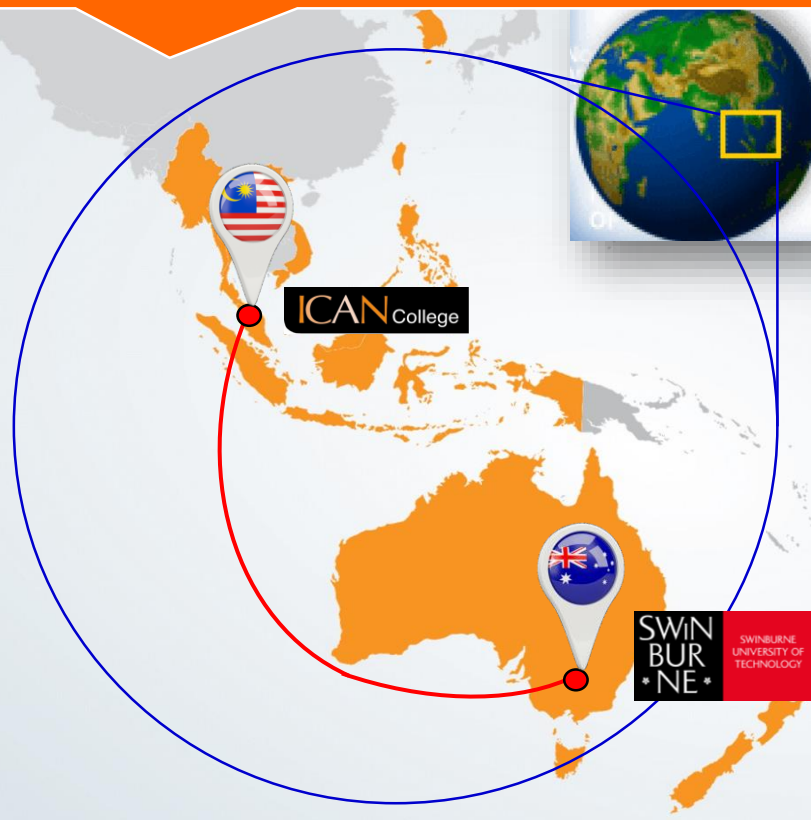 ICAN College
SWIN
BUR
*NE*
SWINBURNE
UNIVERSITY OF
TECHNOLOGY